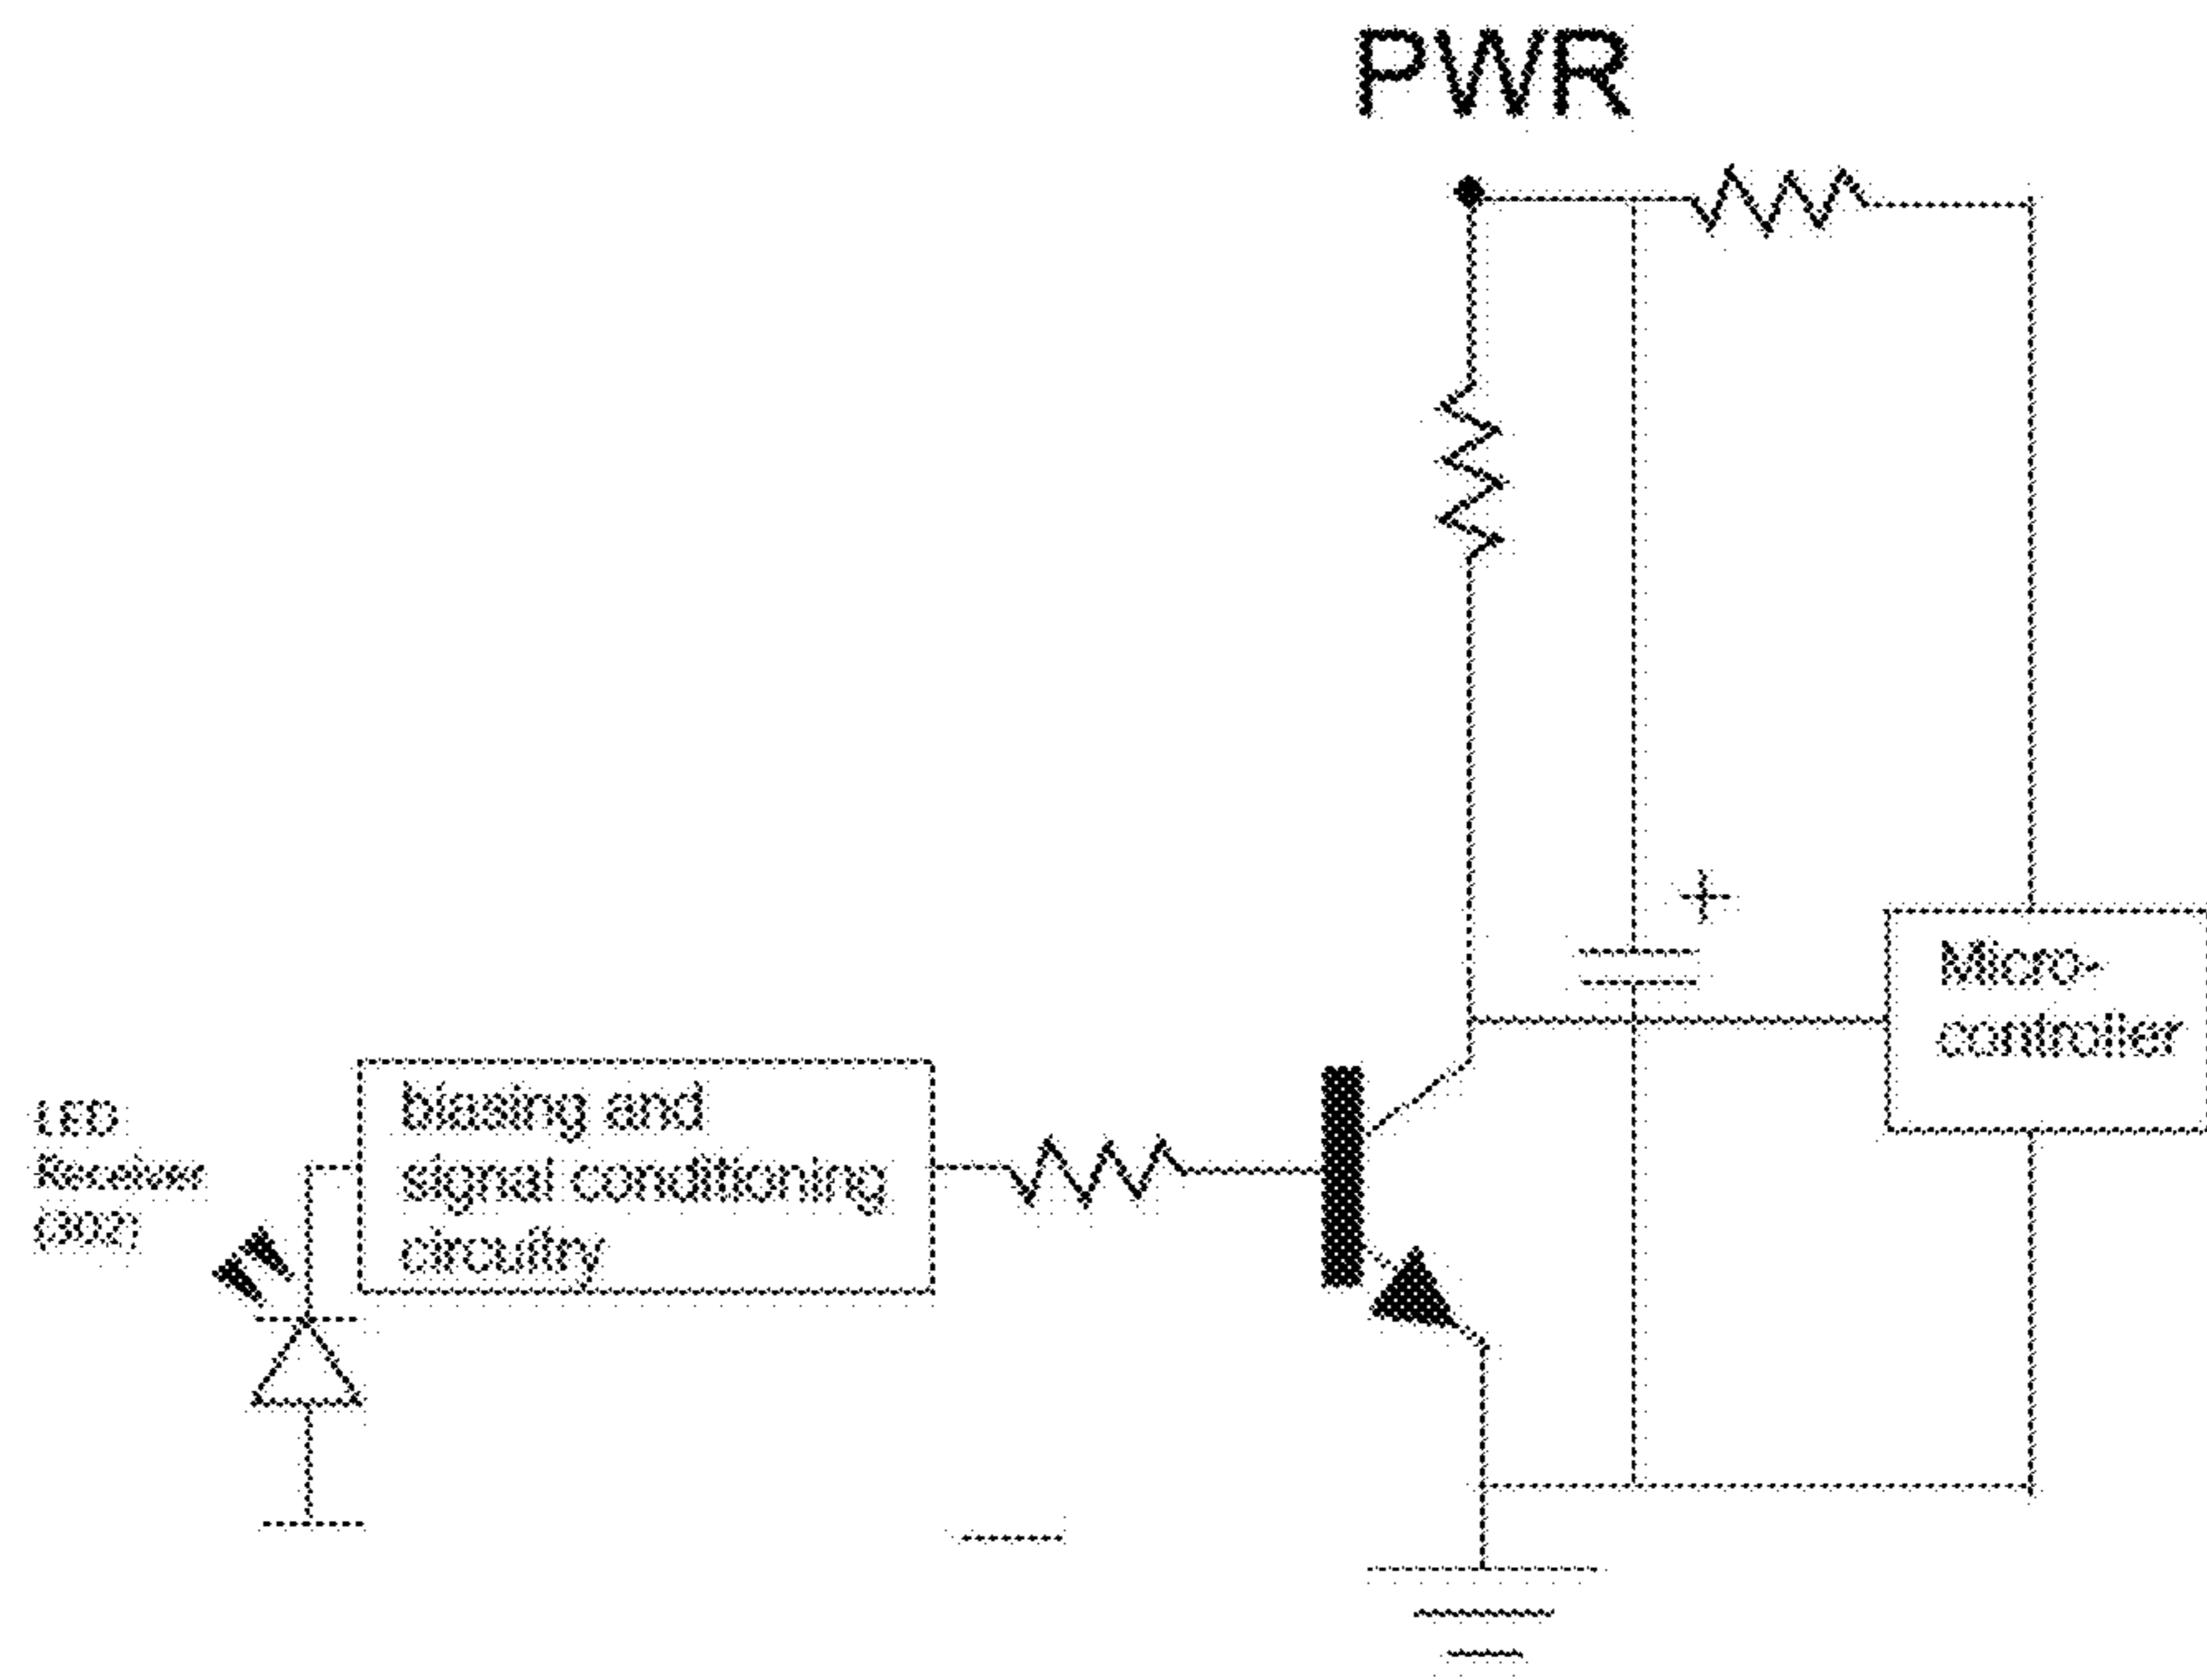 PWR
+
Micro-
controller
biasing and
signal conditioning
circuitry
LED
Receiver
(302)